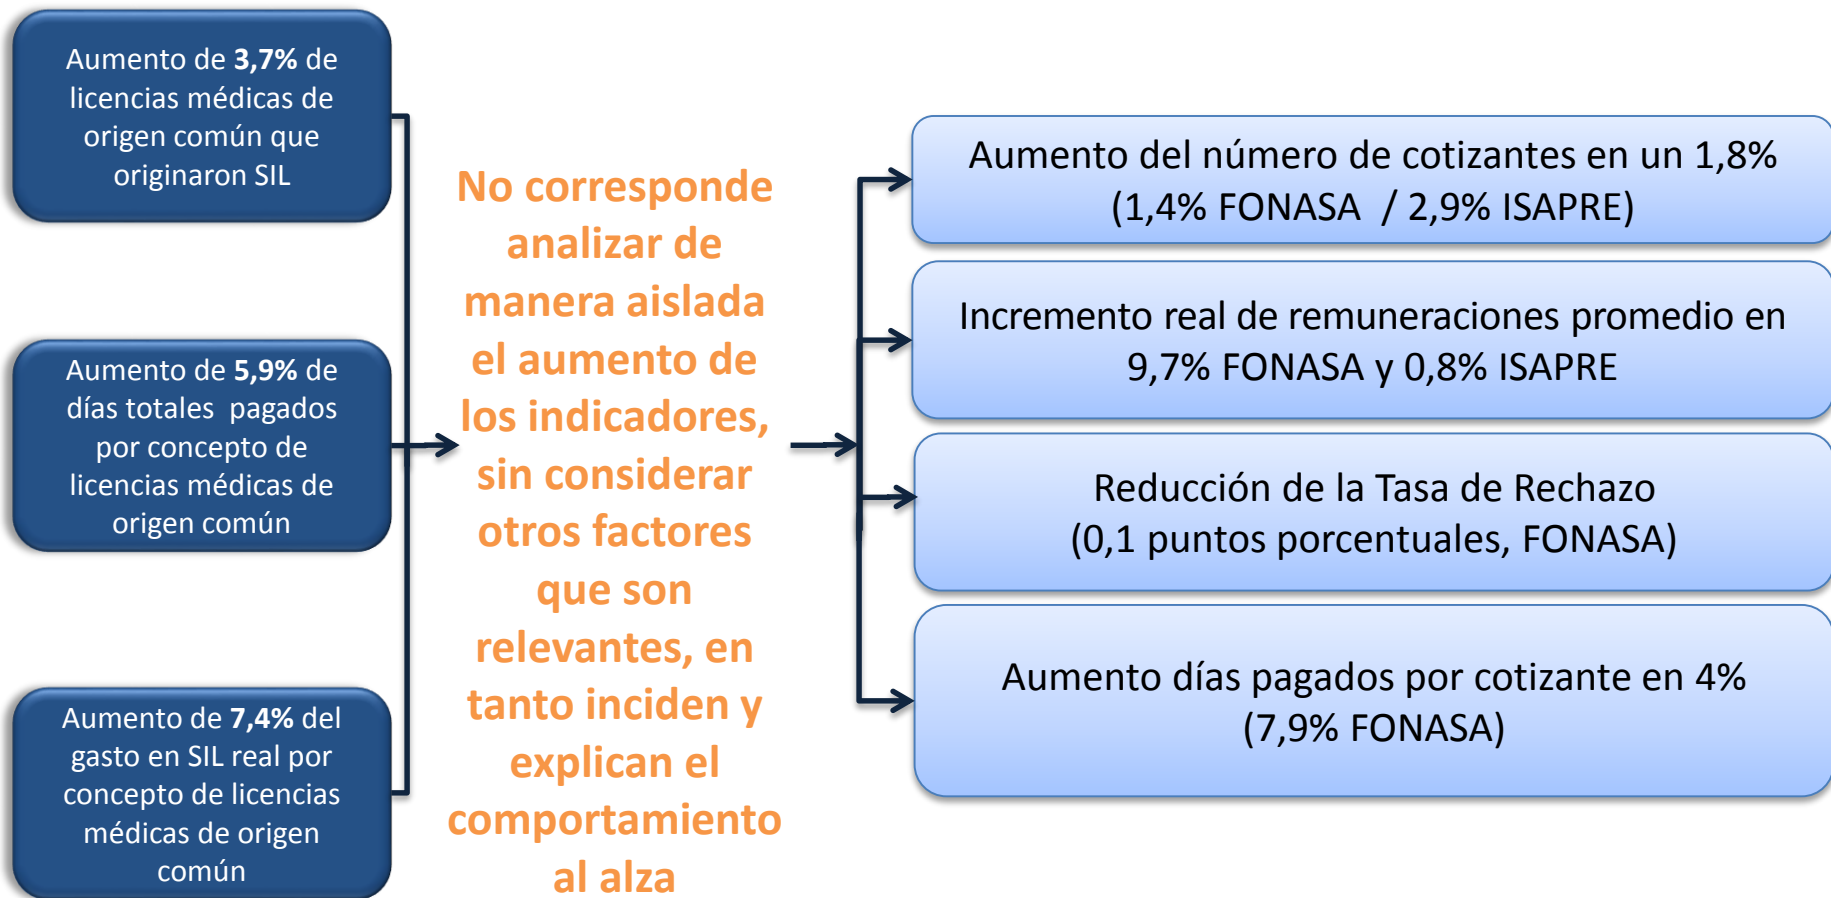 Aumento de 3,7% de
licencias médicas de
origen común que
originaron SIL
Aumento de 5,9% de
días totales pagados
por concepto de
licencias médicas de
origen común
Aumento de 7,4% del
gasto en SIL real por
concepto de licencias
médicas de origen
común
No corresponde
analizar de
manera aislada
el aumento de
los indicadores,
sin considerar
otros factores
que son
relevantes, en
tanto inciden y
explican el
comportamiento
al alza
Aumento del número de cotizantes en un 1,8%
(1,4% FONASA / 2,9% ISAPRE)
Incremento real de remuneraciones promedio en
9,7% FONASA y 0,8% ISAPRE
Reducción de la Tasa de Rechazo
(0,1 puntos porcentuales, FONASA)
Aumento días pagados por cotizante en 4%
(7,9% FONASA)